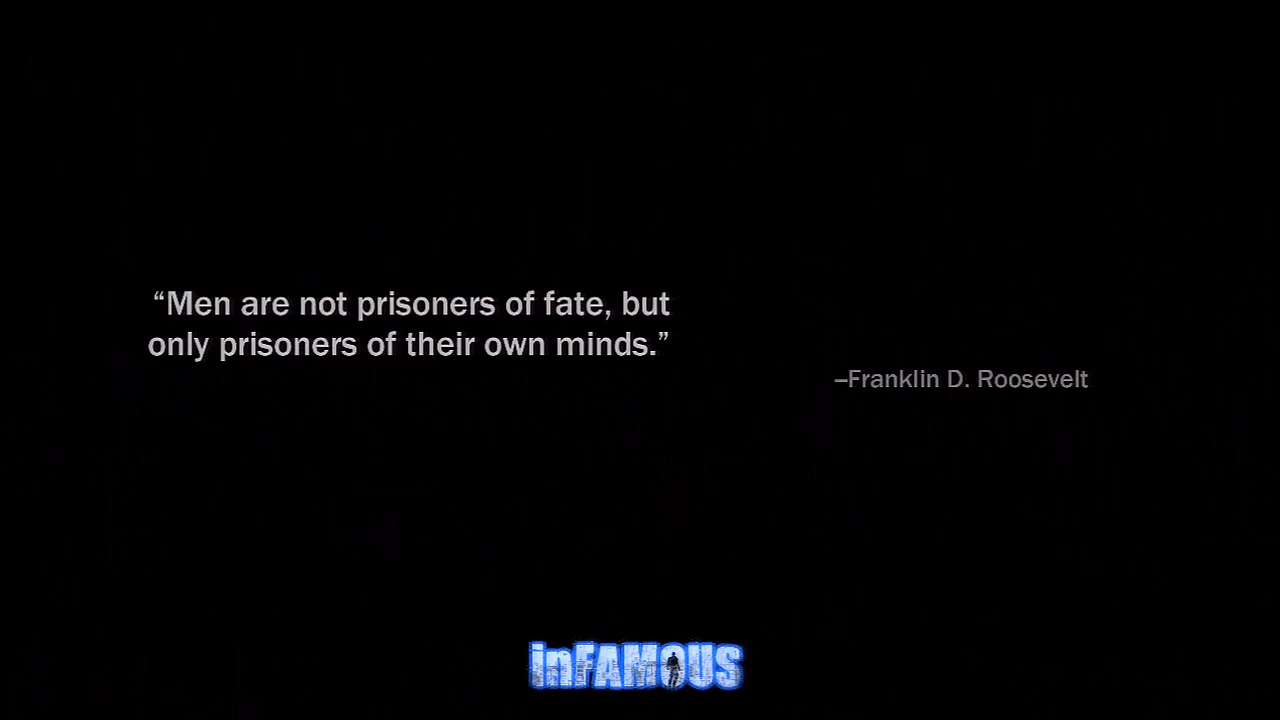 “Men are not prisoners of fate, but
only prisoners of their own minds.”
–Franklin D. Roosevelt
inFAMOUS